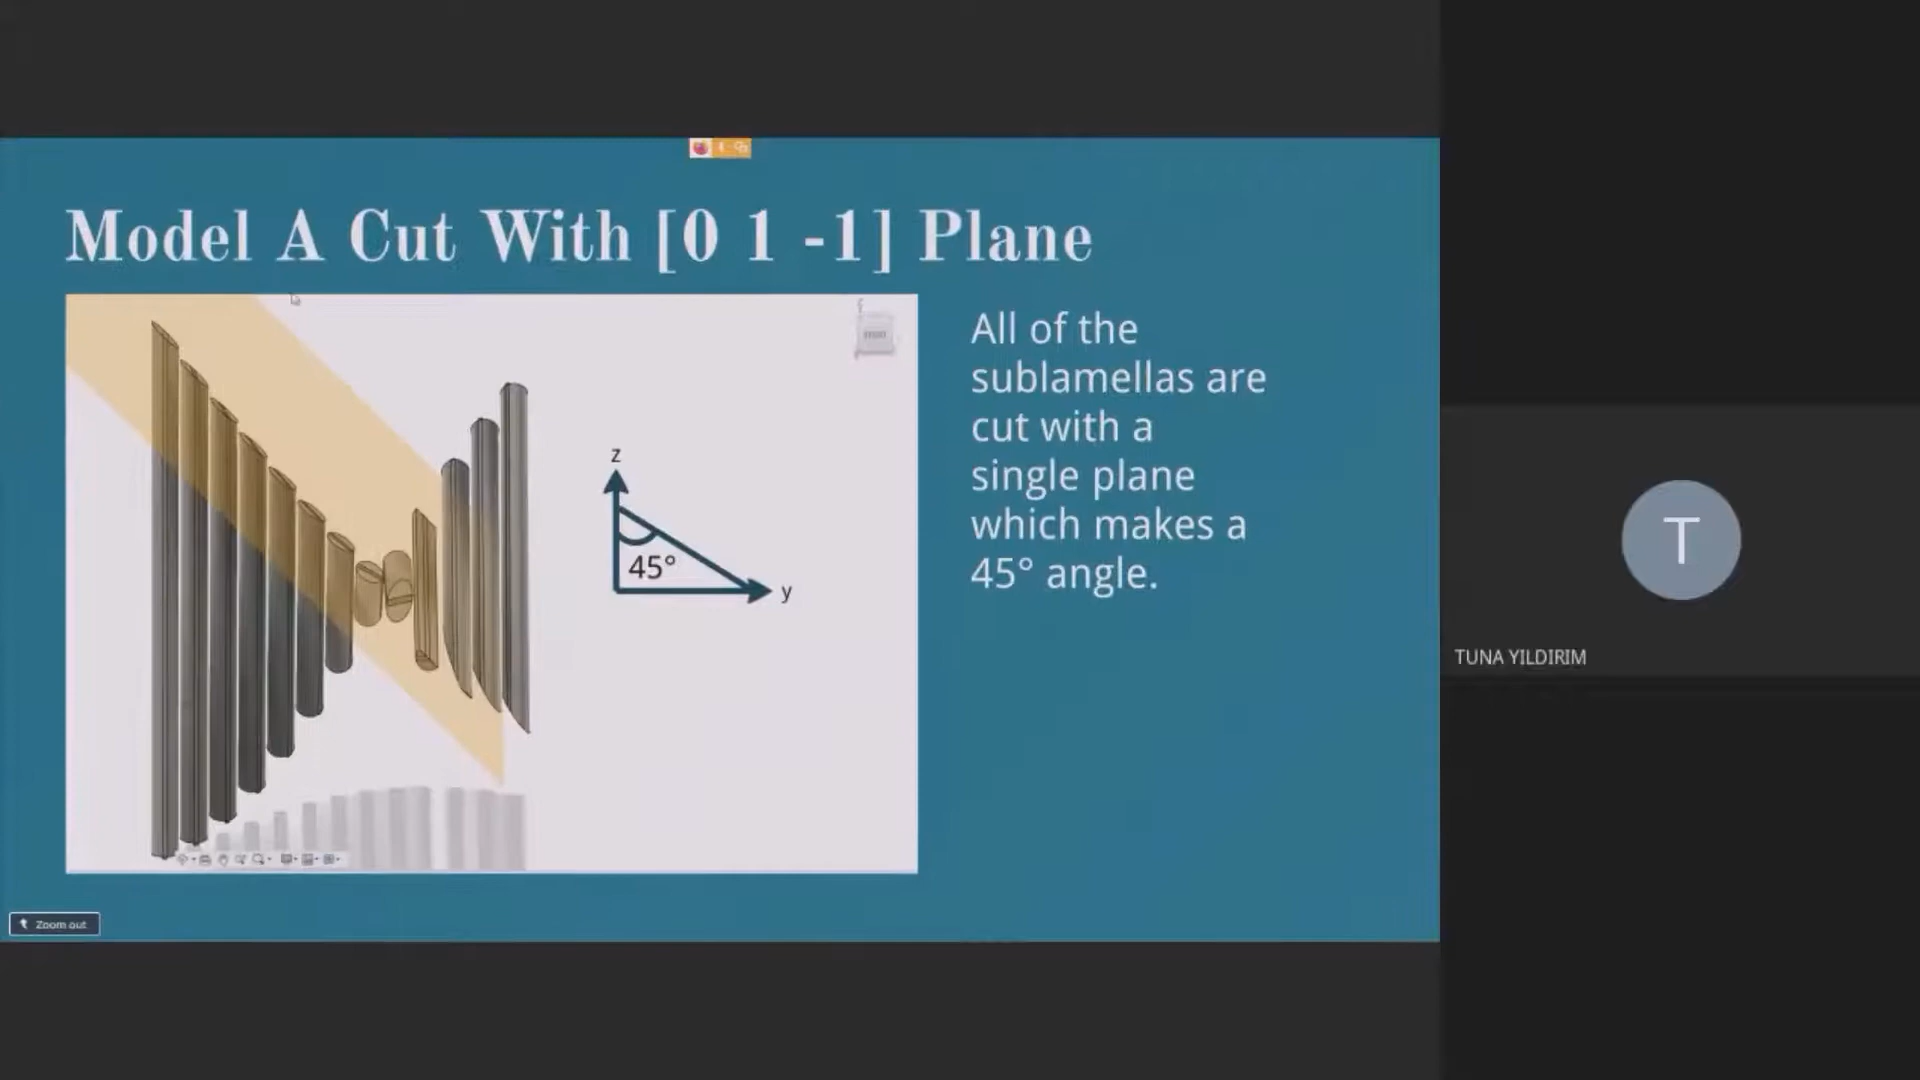 Model A Cut With [0 1 -1] Plane
All of the
sublamellas are
cut with a
single plane
which makes a
45° angle.
z
45°
y
T
TUNA YILDIRIM
Zoom out